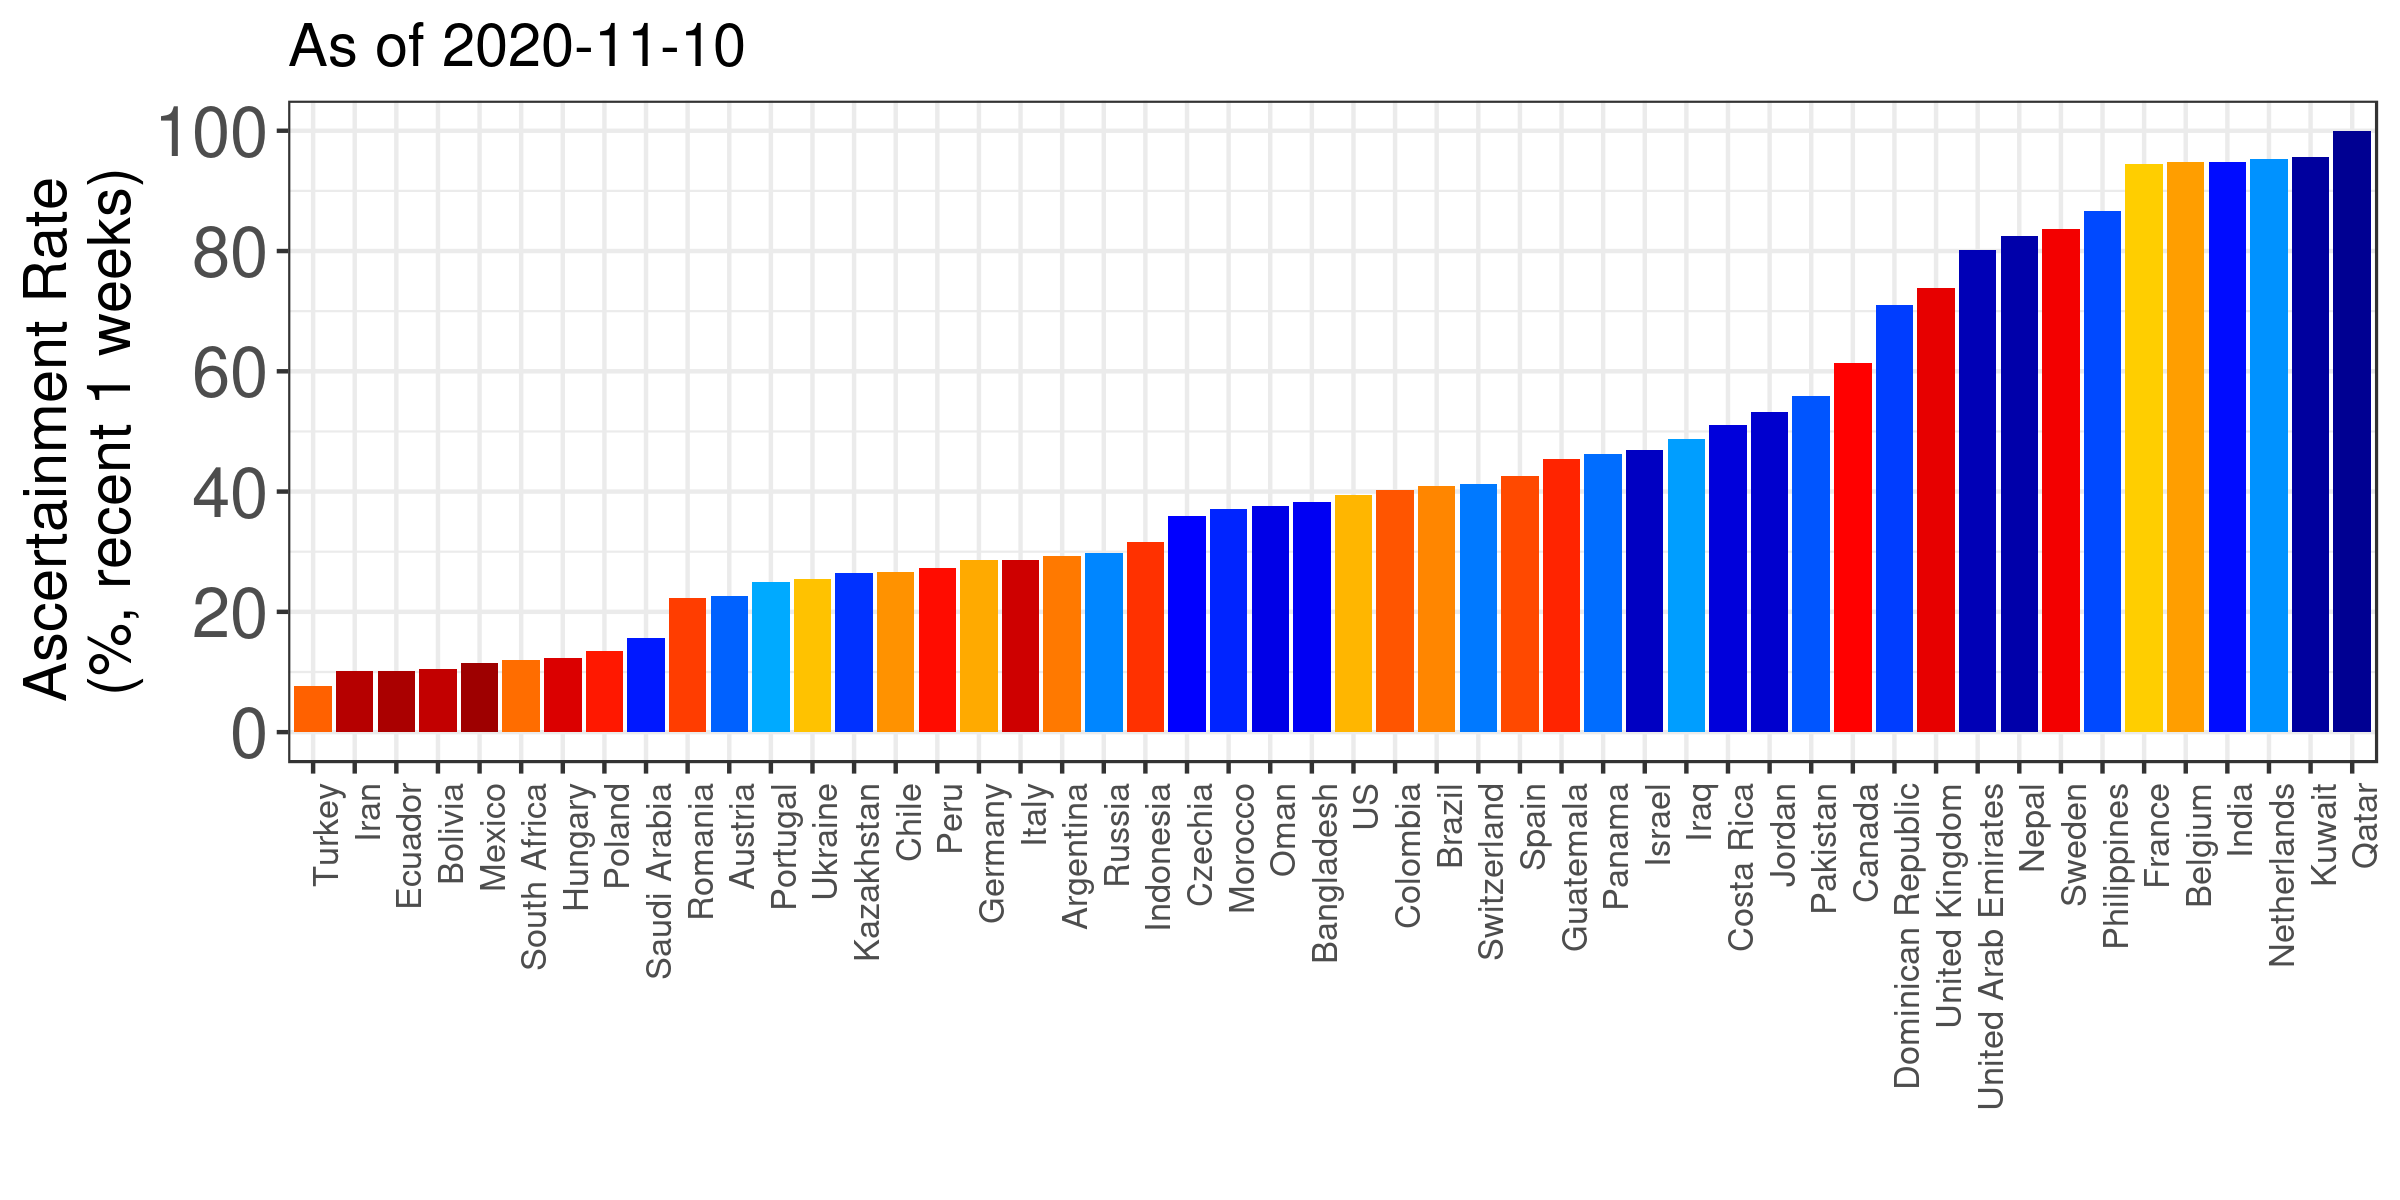 As of 2020-11-10
Ascertainment Rate
(%, recent 1 weeks)
100
80
60
40
20
0
Turkey
Iran
Ecuador
Bolivia
Mexico
South Africa
Hungary
Poland
Saudi Arabia
Romania
Austria
Portugal
Ukraine
Kazakhstan
Chile
Peru
Germany
Italy
Argentina
Russia
Indonesia
Czechia
Morocco
Oman
Bangladesh
US
Colombia
Brazil
Switzerland
Spain
Guatemala
Panama
Israel
Iraq
Costa Rica
Jordan
Pakistan
Canada
Dominican Republic
United Kingdom
United Arab Emirates
Nepal
Sweden
Philippines
France
Belgium
India
Netherlands
Kuwait
Qatar